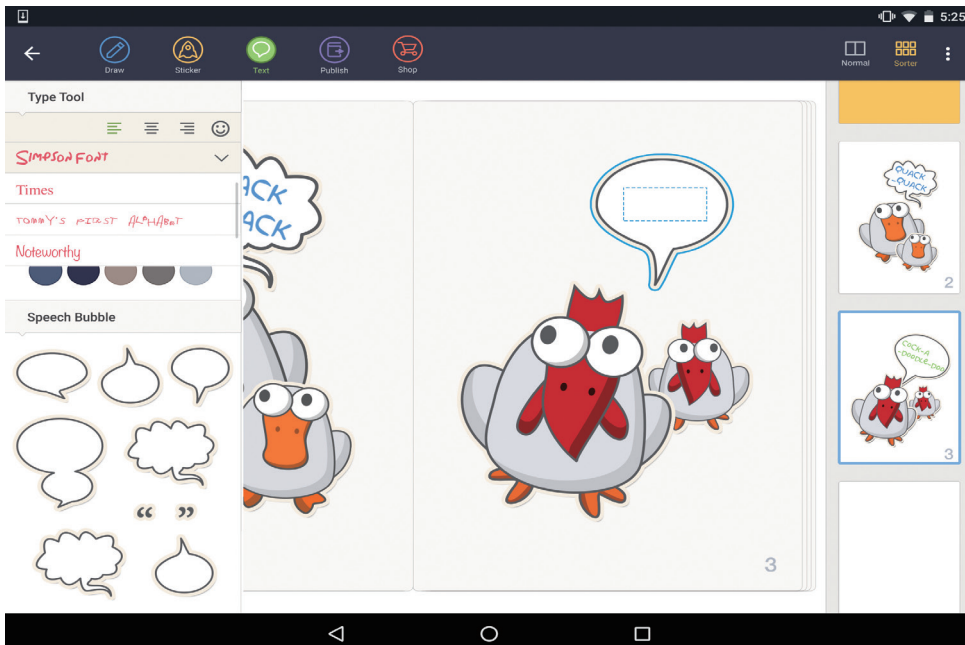 5:25
Draw
Sticker
Text
Publish
Shop
Normal
Sorter
Type Tool
SIMPSON FONT
Times
TOMMY'S FIRST ALPHABET
Noteworthy
Speech Bubble
“ ”
ACK
ACK
3
QUACK
-QUACK
2
COCK-A
-DOODLE-DOO
3